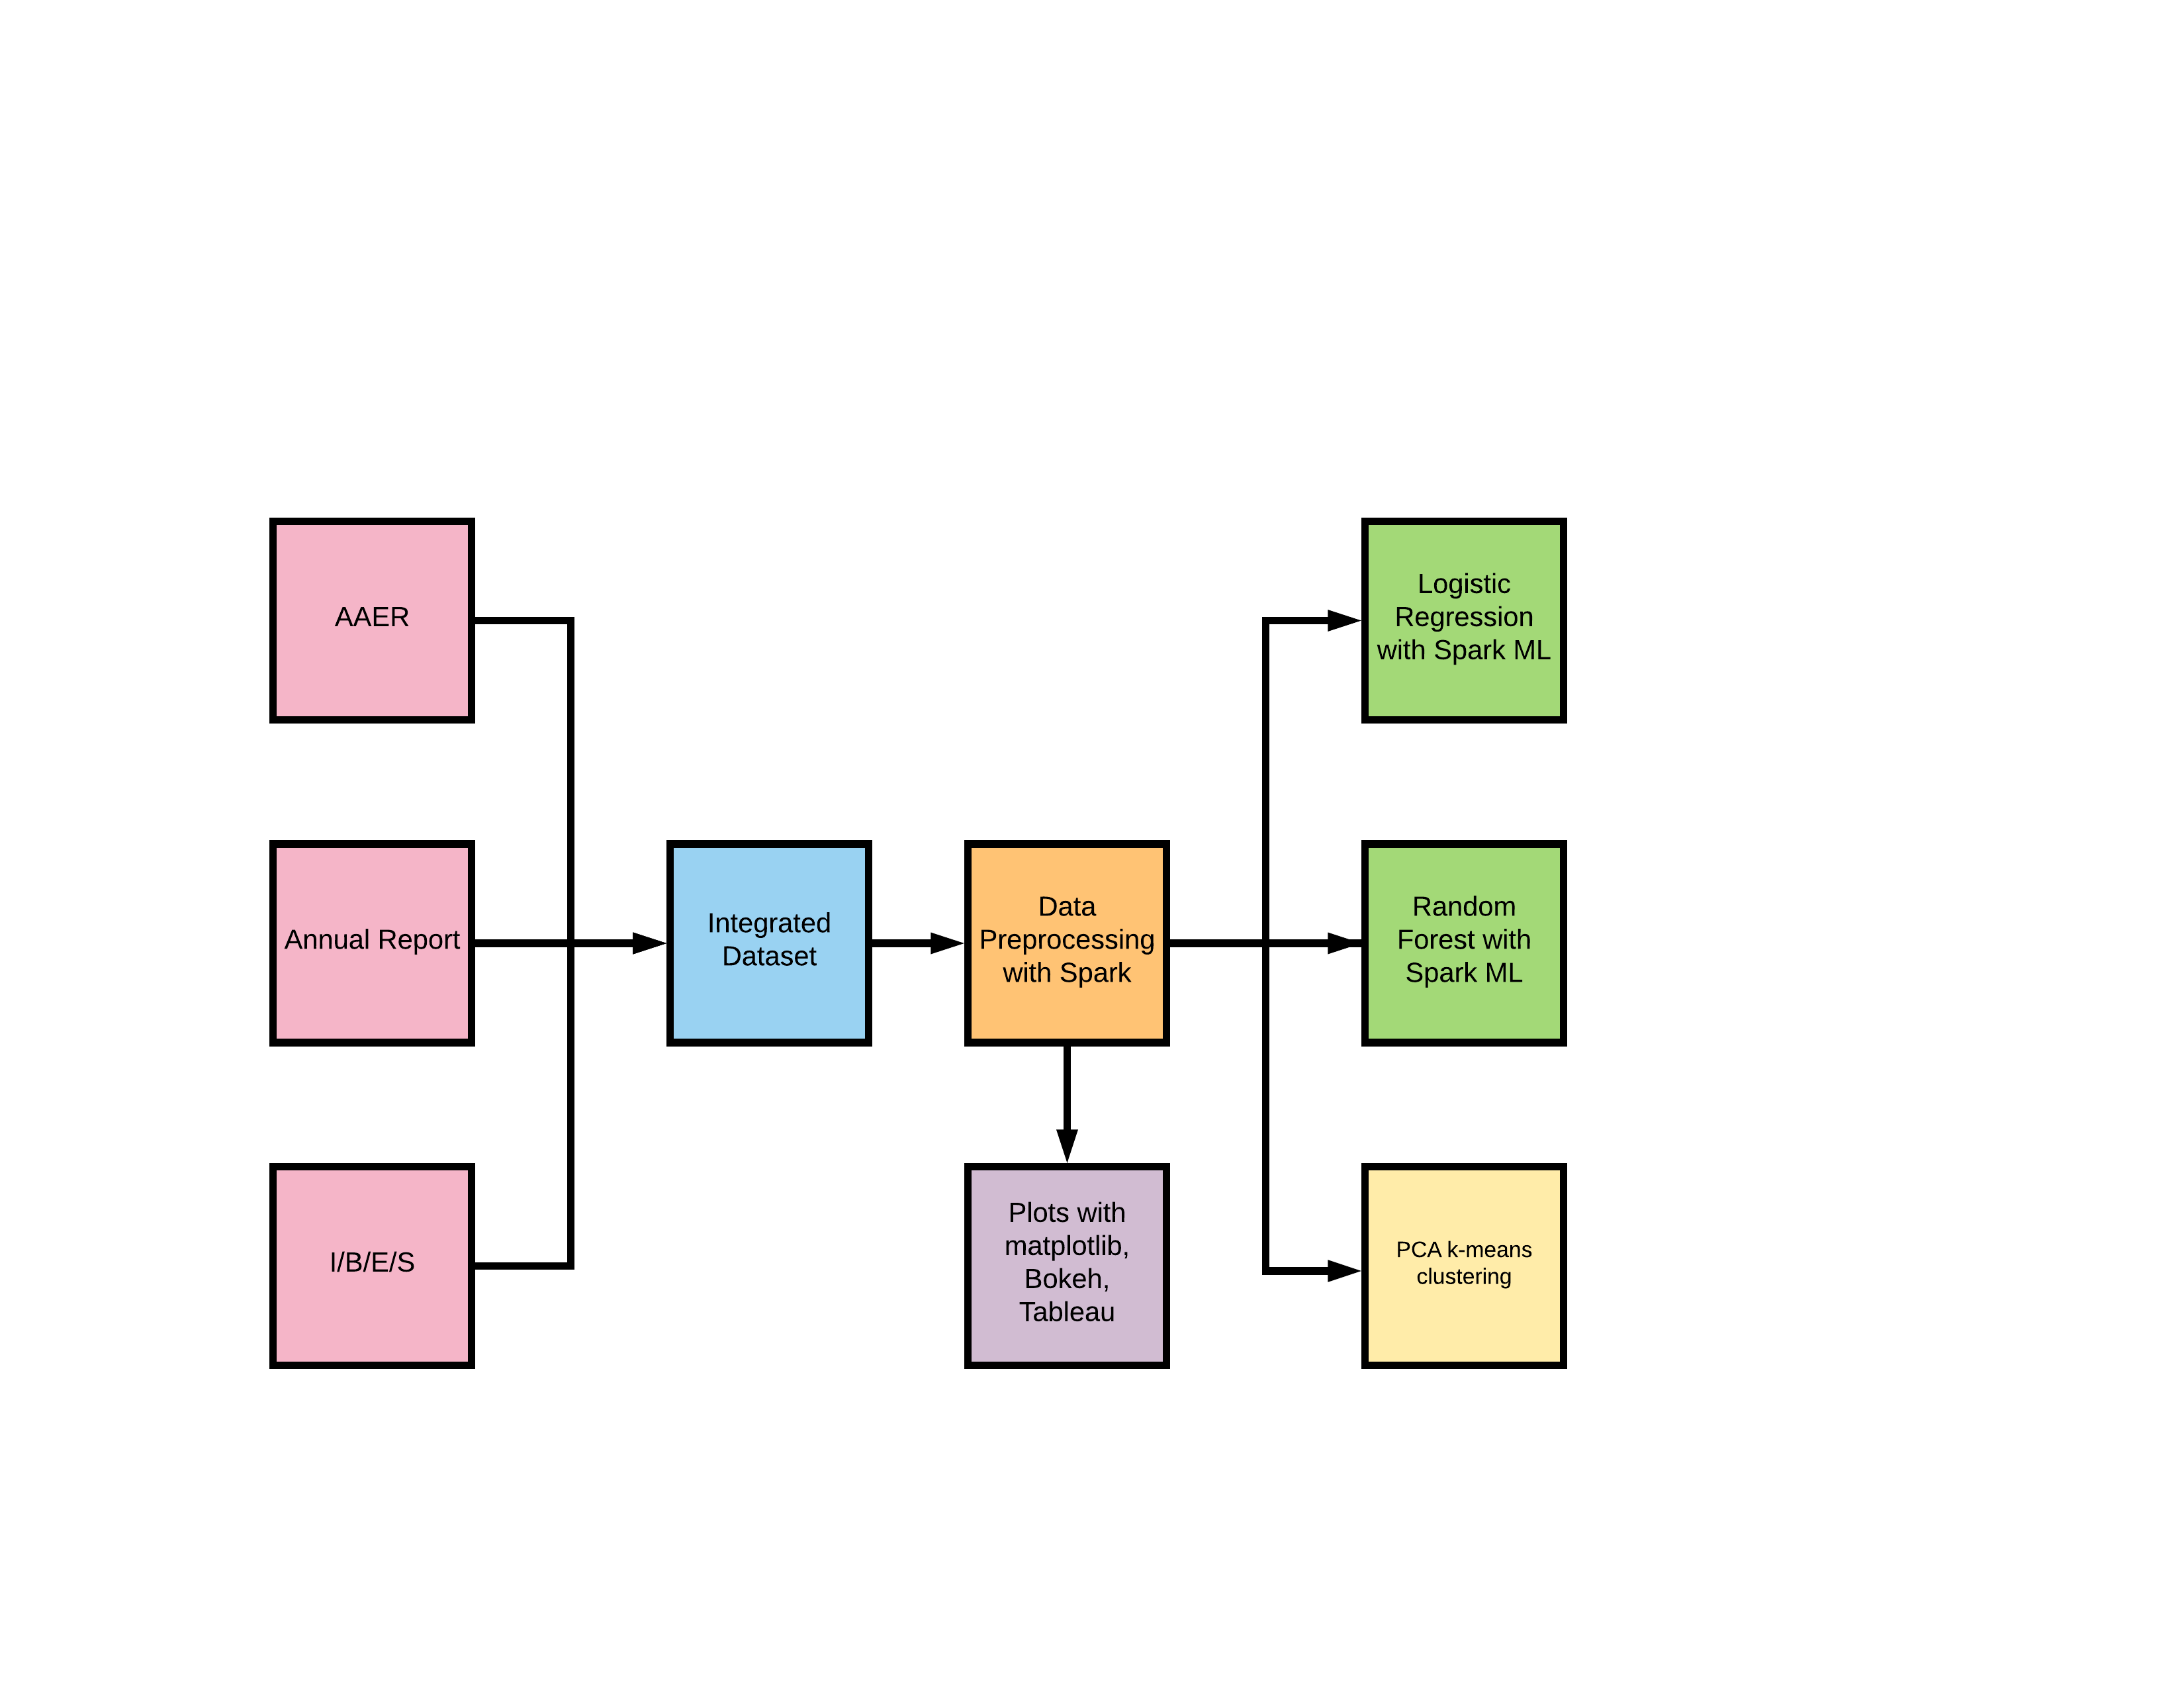 AAER
Annual Report
I/B/E/S
Integrated
Dataset
Data
Preprocessing
with Spark
Plots with
matplotlib,
Bokeh,
Tableau
Logistic
Regression
with Spark ML
Random
Forest with
Spark ML
PCA k-means
clustering